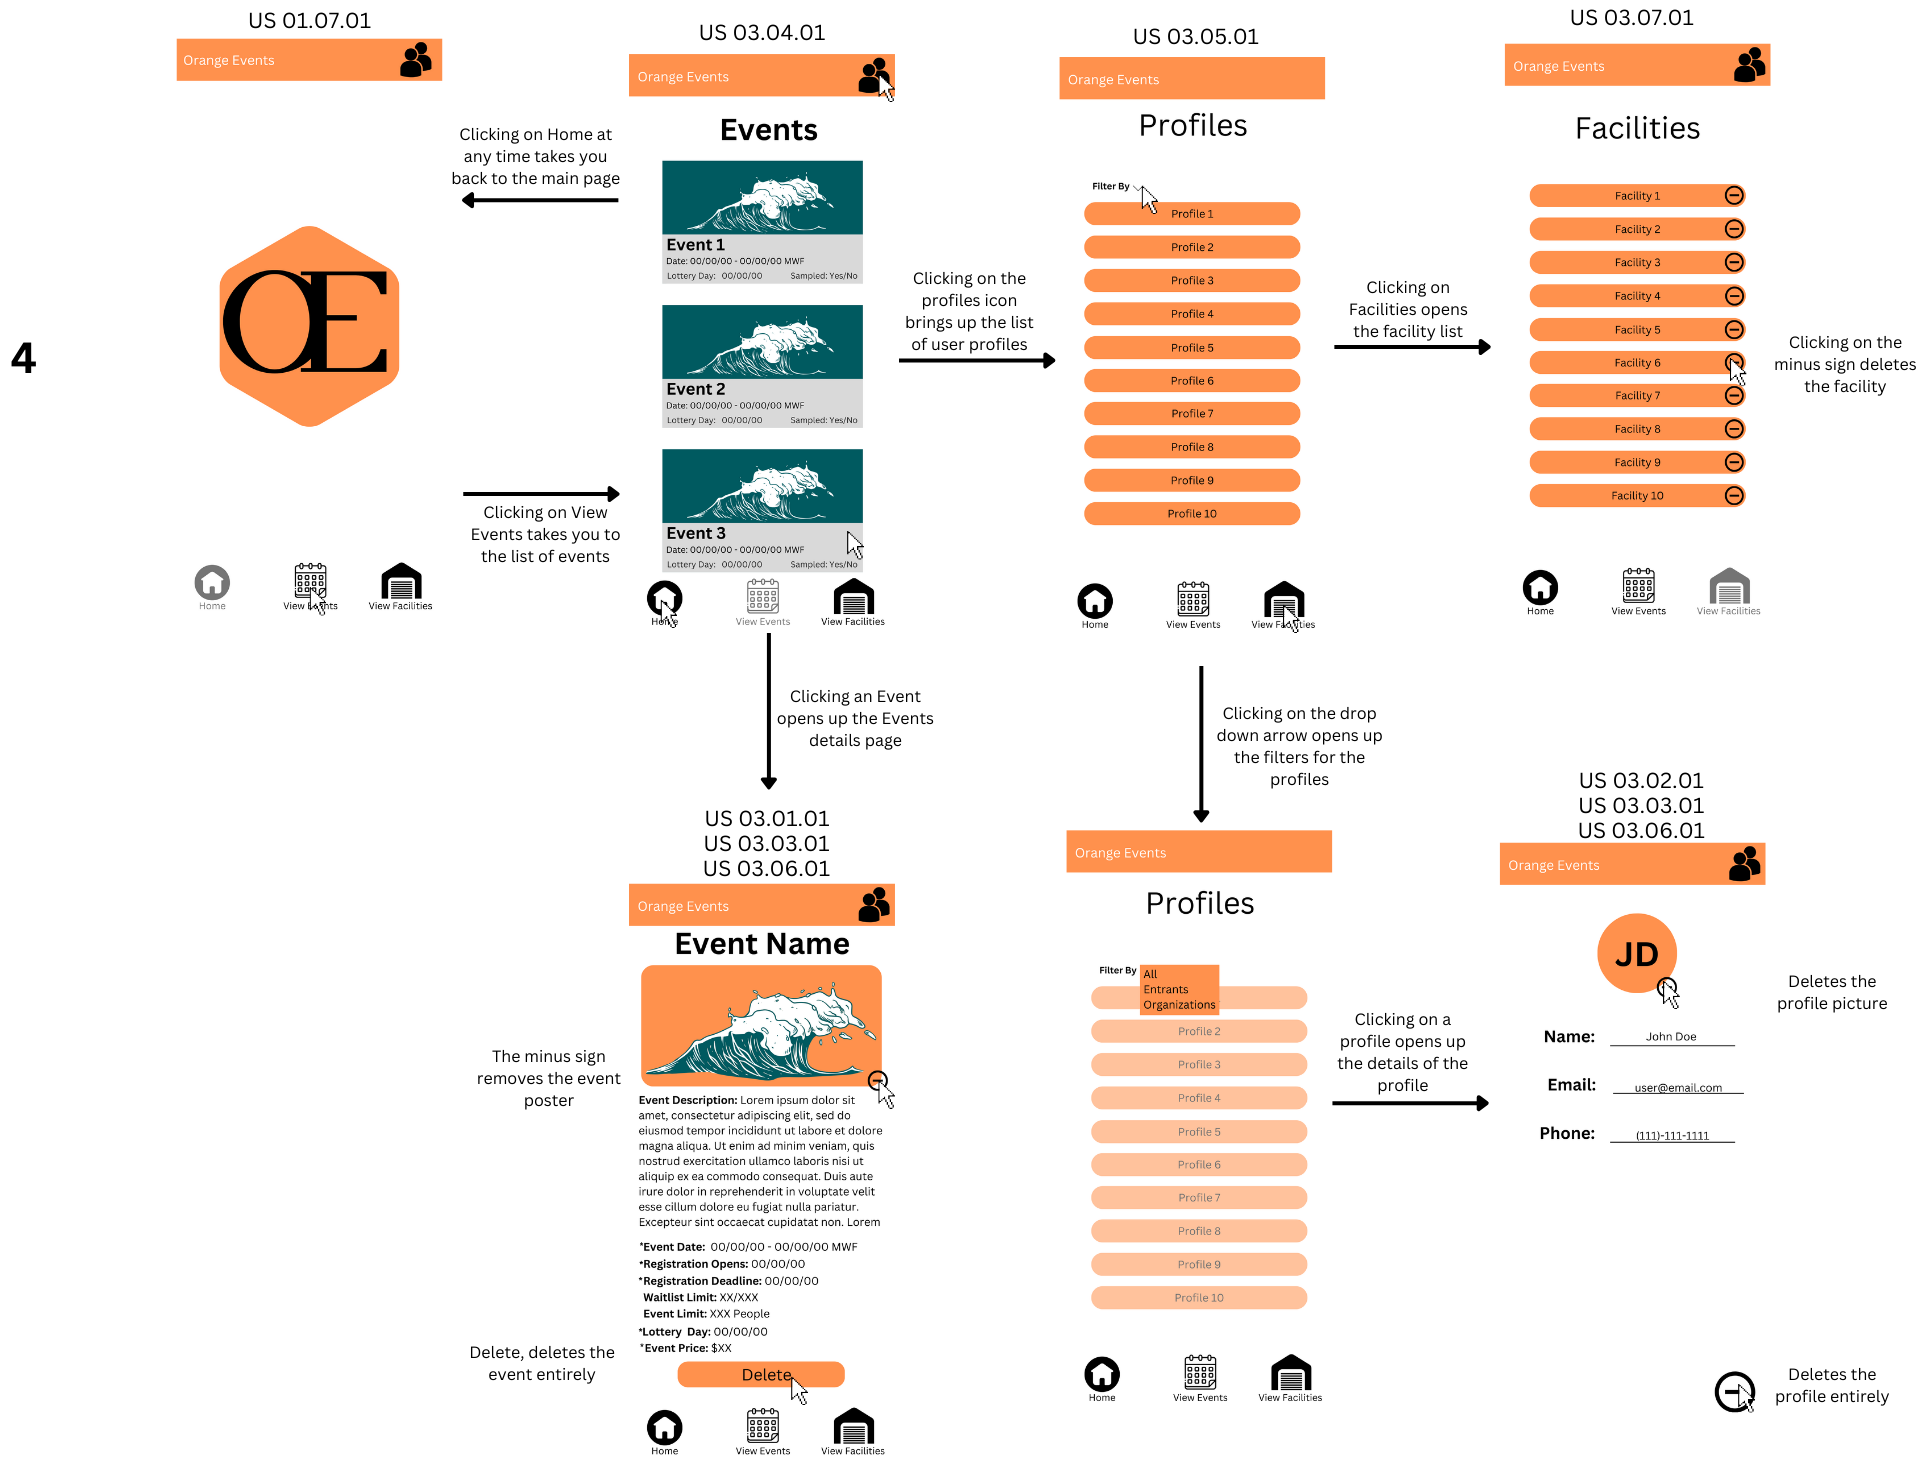 4
US 01.07.01
Orange Events
OE
Home
View Events
View Facilities
Clicking on Home at
any time takes you
back to the main page
Clicking on View
Events takes you to
the list of events
US 03.04.01
Orange Events
Events
Event 1
Date: 00/00/00 - 00/00/00 MWF
Lottery Day: 00/00/00 Sampled: Yes/No
Event 2
Date: 00/00/00 - 00/00/00 MWF
Lottery Day: 00/00/00 Sampled: Yes/No
Event 3
Date: 00/00/00 - 00/00/00 MWF
Lottery Day: 00/00/00 Sampled: Yes/No
Home
View Events
View Facilities
Clicking on the
profiles icon
brings up the list
of user profiles
US 03.05.01
Orange Events
Profiles
Filter By
Profile 1
Profile 2
Profile 3
Profile 4
Profile 5
Profile 6
Profile 7
Profile 8
Profile 9
Profile 10
Home
View Events
View Facilities
Clicking on
Facilities opens
the facility list
US 03.07.01
Orange Events
Facilities
Facility 1
Facility 2
Facility 3
Facility 4
Facility 5
Facility 6
Facility 7
Facility 8
Facility 9
Facility 10
Home
View Events
View Facilities
Clicking on the
minus sign deletes
the facility
Clicking an Event
opens up the Events
details page
US 03.01.01
US 03.03.01
US 03.06.01
Orange Events
Event Name
The minus sign
removes the event
poster
Event Description: Lorem ipsum dolor sit
amet, consectetur adipiscing elit, sed do
eiusmod tempor incididunt ut labore et dolore
magna aliqua. Ut enim ad minim veniam, quis
nostrud exercitation ullamco laboris nisi ut
aliquip ex ea commodo consequat. Duis aute
irure dolor in reprehenderit in voluptate velit
esse cillum dolore eu fugiat nulla pariatur.
Excepteur sint occaecat cupidatat non. Lorem
*Event Date: 00/00/00 - 00/00/00 MWF
*Registration Opens: 00/00/00
*Registration Deadline: 00/00/00
Waitlist Limit: XX/XXX
Event Limit: XXX People
*Lottery Day: 00/00/00
*Event Price: $XX
Delete, deletes the
event entirely
Delete
Home
View Events
View Facilities
Clicking on the drop
down arrow opens up
the filters for the
profiles
Orange Events
Profiles
Filter By
All
Entrants
Organizations
Profile 2
Profile 3
Profile 4
Profile 5
Profile 6
Profile 7
Profile 8
Profile 9
Profile 10
Home
View Events
View Facilities
Clicking on a
profile opens up
the details of the
profile
US 03.02.01
US 03.03.01
US 03.06.01
Orange Events
JD
Deletes the
profile picture
Name: John Doe
Email: user@email.com
Phone: (111)-111-1111
Deletes the
profile entirely